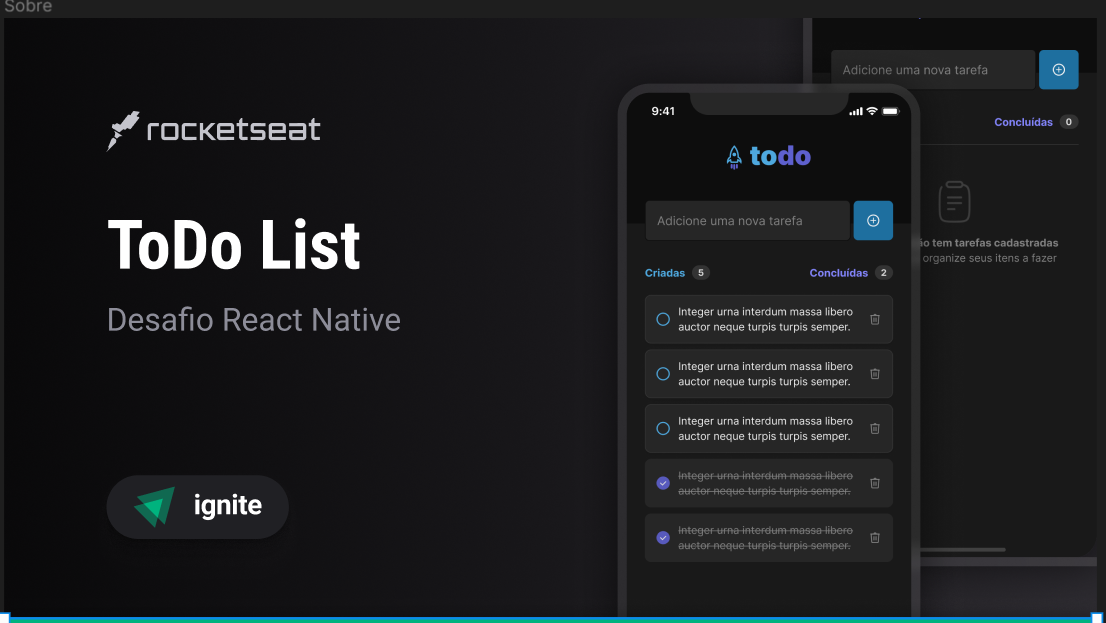 Sobre
rocketseat
ToDo List
Desafio React Native
ignite
9:41
todo
Adicione uma nova tarefa
Criadas 5
Concluídas 2
Integer urna interdum massa libero
auctor neque turpis turpis semper.
Integer urna interdum massa libero
auctor neque turpis turpis semper.
Integer urna interdum massa libero
auctor neque turpis turpis semper.
Integer urna interdum massa libero
auctor neque turpis turpis semper.
Integer urna interdum massa libero
auctor neque turpis turpis semper.
Adicione uma nova tarefa
Concluídas 0
tem tarefas cadastradas
organize seus itens a fazer